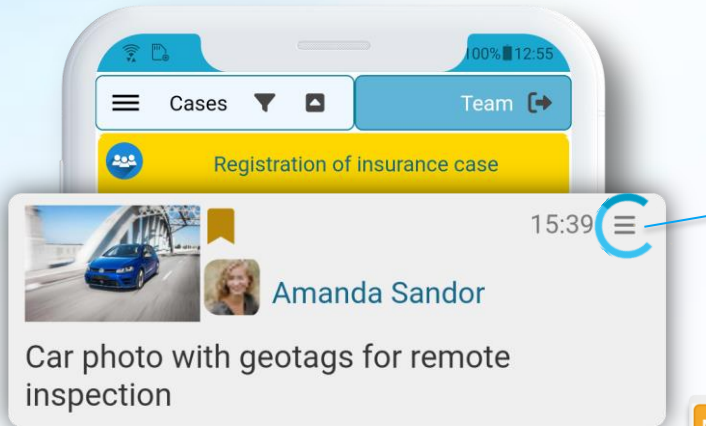 100% 12:55
Cases
Team
Registration of insurance case
15:39
Amanda Sandor
Car photo with geotags for remote
inspection